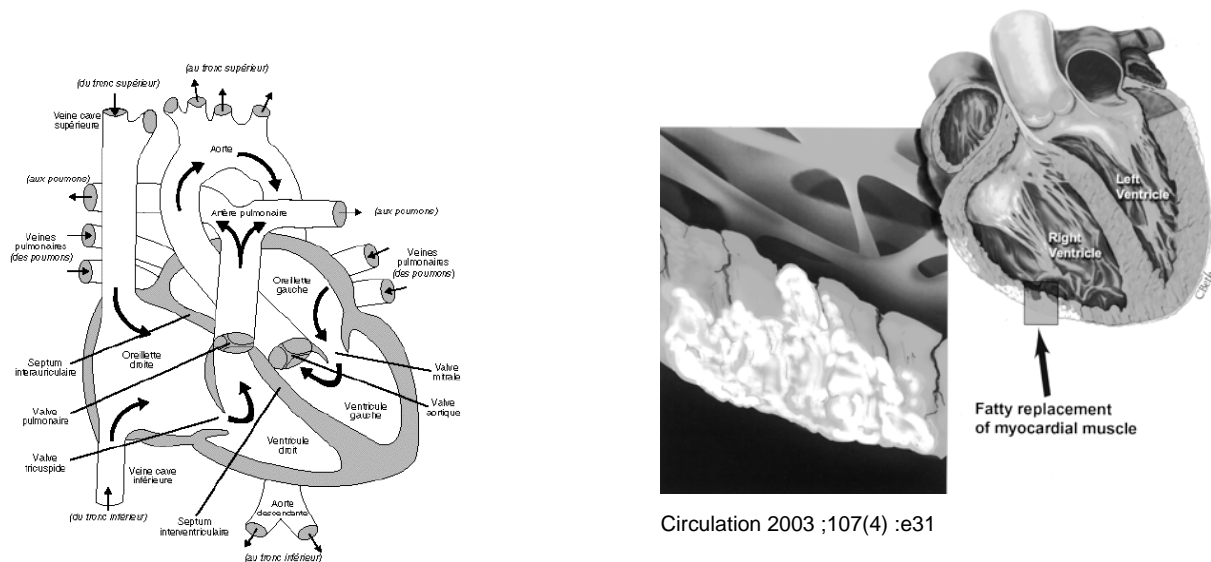 (au tronc supérieur)
(du tronc supérieur)
Veine cave
supérieure
Aorte
(aux poumons)
Artère pulmonaire
(aux poumons)
Veines
pulmonaires
(des poumons)
Veines
pulmonaires
(des poumons)
Oreillette
gauche
Septum
interauriculaire
Oreillette
droite
Valve
mitrale
Valve
pulmonaire
Ventricule
gauche
Valve
aortique
Valve
tricuspide
Ventricule
droit
Veine cave
inférieure
(du tronc inférieur)
Septum
interventriculaire
Aorte
descendante
(au tronc inférieur)
Left
Ventricle
Right
Ventricle
Fatty replacement
of myocardial muscle
Circulation 2003 ;107(4) :e31